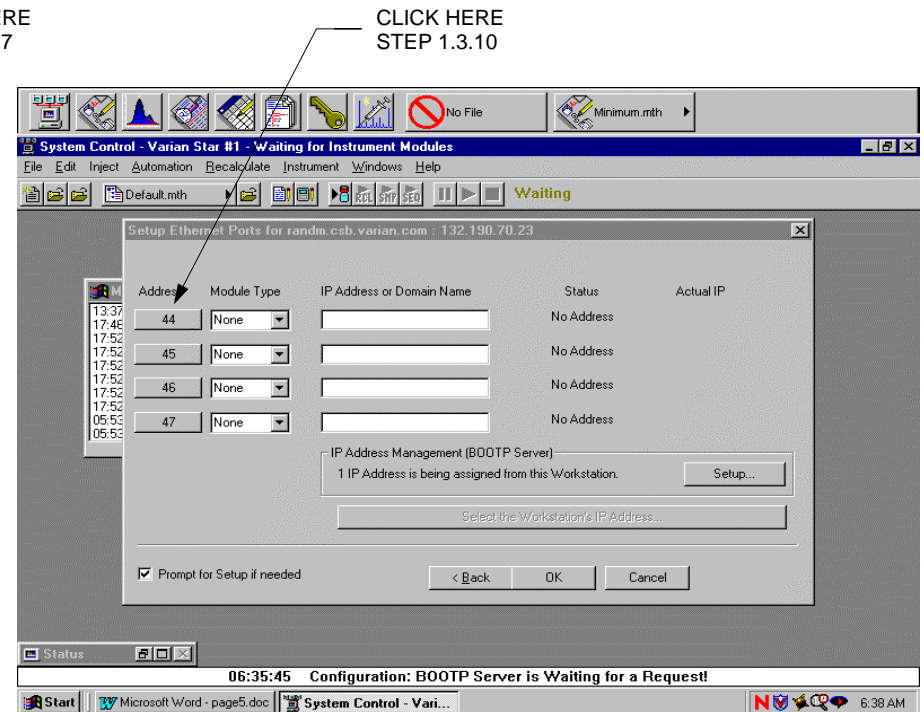 ERE
7
CLICK HERE
STEP 1.3.10
No File
Minimum.mth
System Control - Varian Star #1 - Waiting for Instrument Modules
File Edit Inject Automation Recalculate Instrument Windows Help
Default.mth
RCL SMP SEQ
Waiting
Setup Ethernet Ports for randm.csb.varian.com : 132.190.70.23
M
Address Module Type IP Address or Domain Name Status Actual IP
13:37
17:46
17:52
17:52
17:52
17:52
17:52
17:52
05:53
05:53
44 None No Address
45 None No Address
46 None No Address
47 None No Address
IP Address Management (BOOTP Server)
1 IP Address is being assigned from this Workstation.
Setup...
Select the Workstation's IP Address...
Prompt for Setup if needed
< Back OK Cancel
Status
06:35:45 Configuration: BOOTP Server is Waiting for a Request!
Start Microsoft Word - page5.doc System Control - Vari... N 6:38 AM